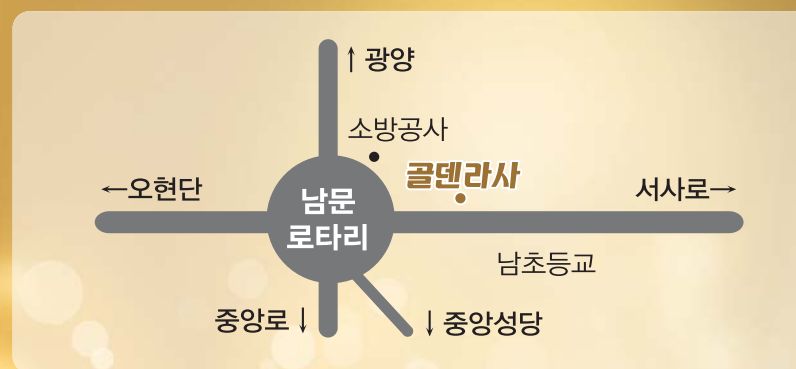 ↑ 광양
소방공사
골덴라사
←오현단
서사로→
남문
로타리
남초등교
중앙로 ↓
↓ 중앙성당